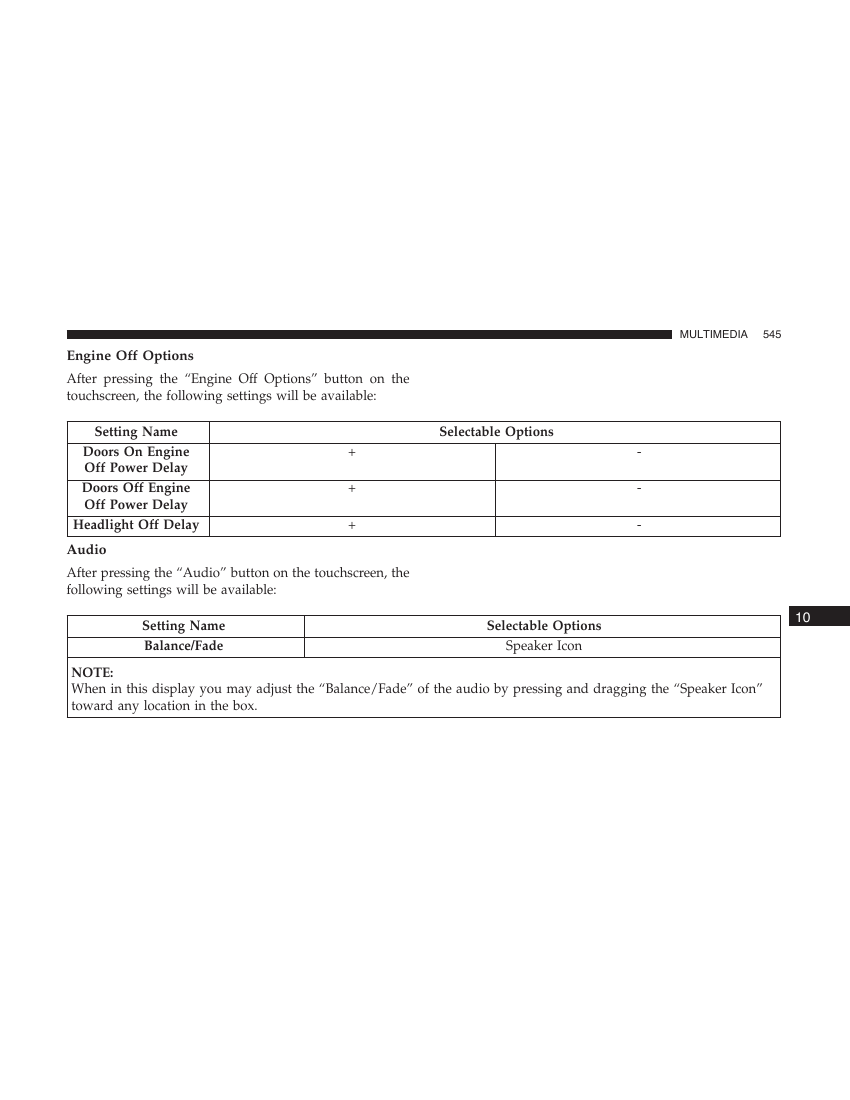 MULTIMEDIA 545
Engine Off Options
After pressing the “Engine Off Options” button on the
touchscreen, the following settings will be available:
Setting Name Selectable Options
Doors On Engine + -
Off Power Delay
Doors Off Engine + -
Off Power Delay
Headlight Off Delay + -
Audio
After pressing the “Audio” button on the touchscreen, the
following settings will be available:
10
Setting Name Selectable Options
Balance/Fade Speaker Icon
NOTE:
When in this display you may adjust the “Balance/Fade” of the audio by pressing and dragging the “Speaker Icon”
toward any location in the box.